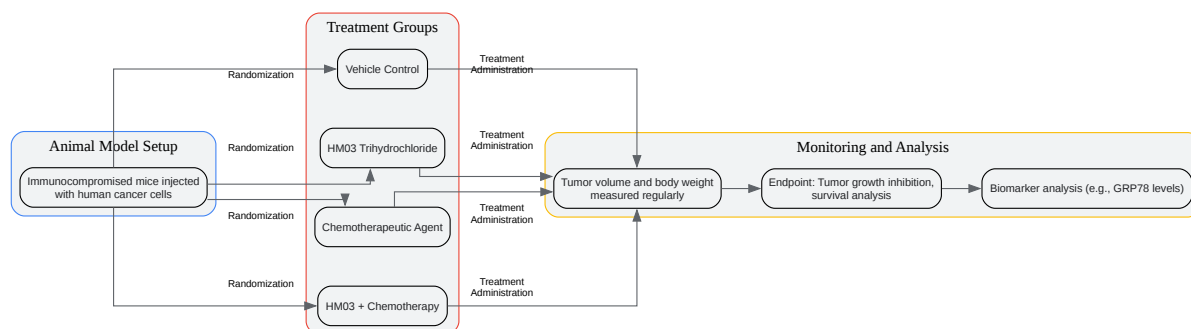 Treatment Groups
Treatment
Administration
Randomization
Vehicle Control
Animal Model Setup
Randomization
HM03 Trihydrochloride
Treatment
Administration
Monitoring and Analysis
Immunocompromised mice injected
with human cancer cells
Tumor volume and body weight
measured regularly
Endpoint: Tumor growth inhibition,
survival analysis
Biomarker analysis (e.g., GRP78 levels)
Randomization
Chemotherapeutic Agent
Treatment
Administration
Randomization
HM03 + Chemotherapy
Treatment
Administration